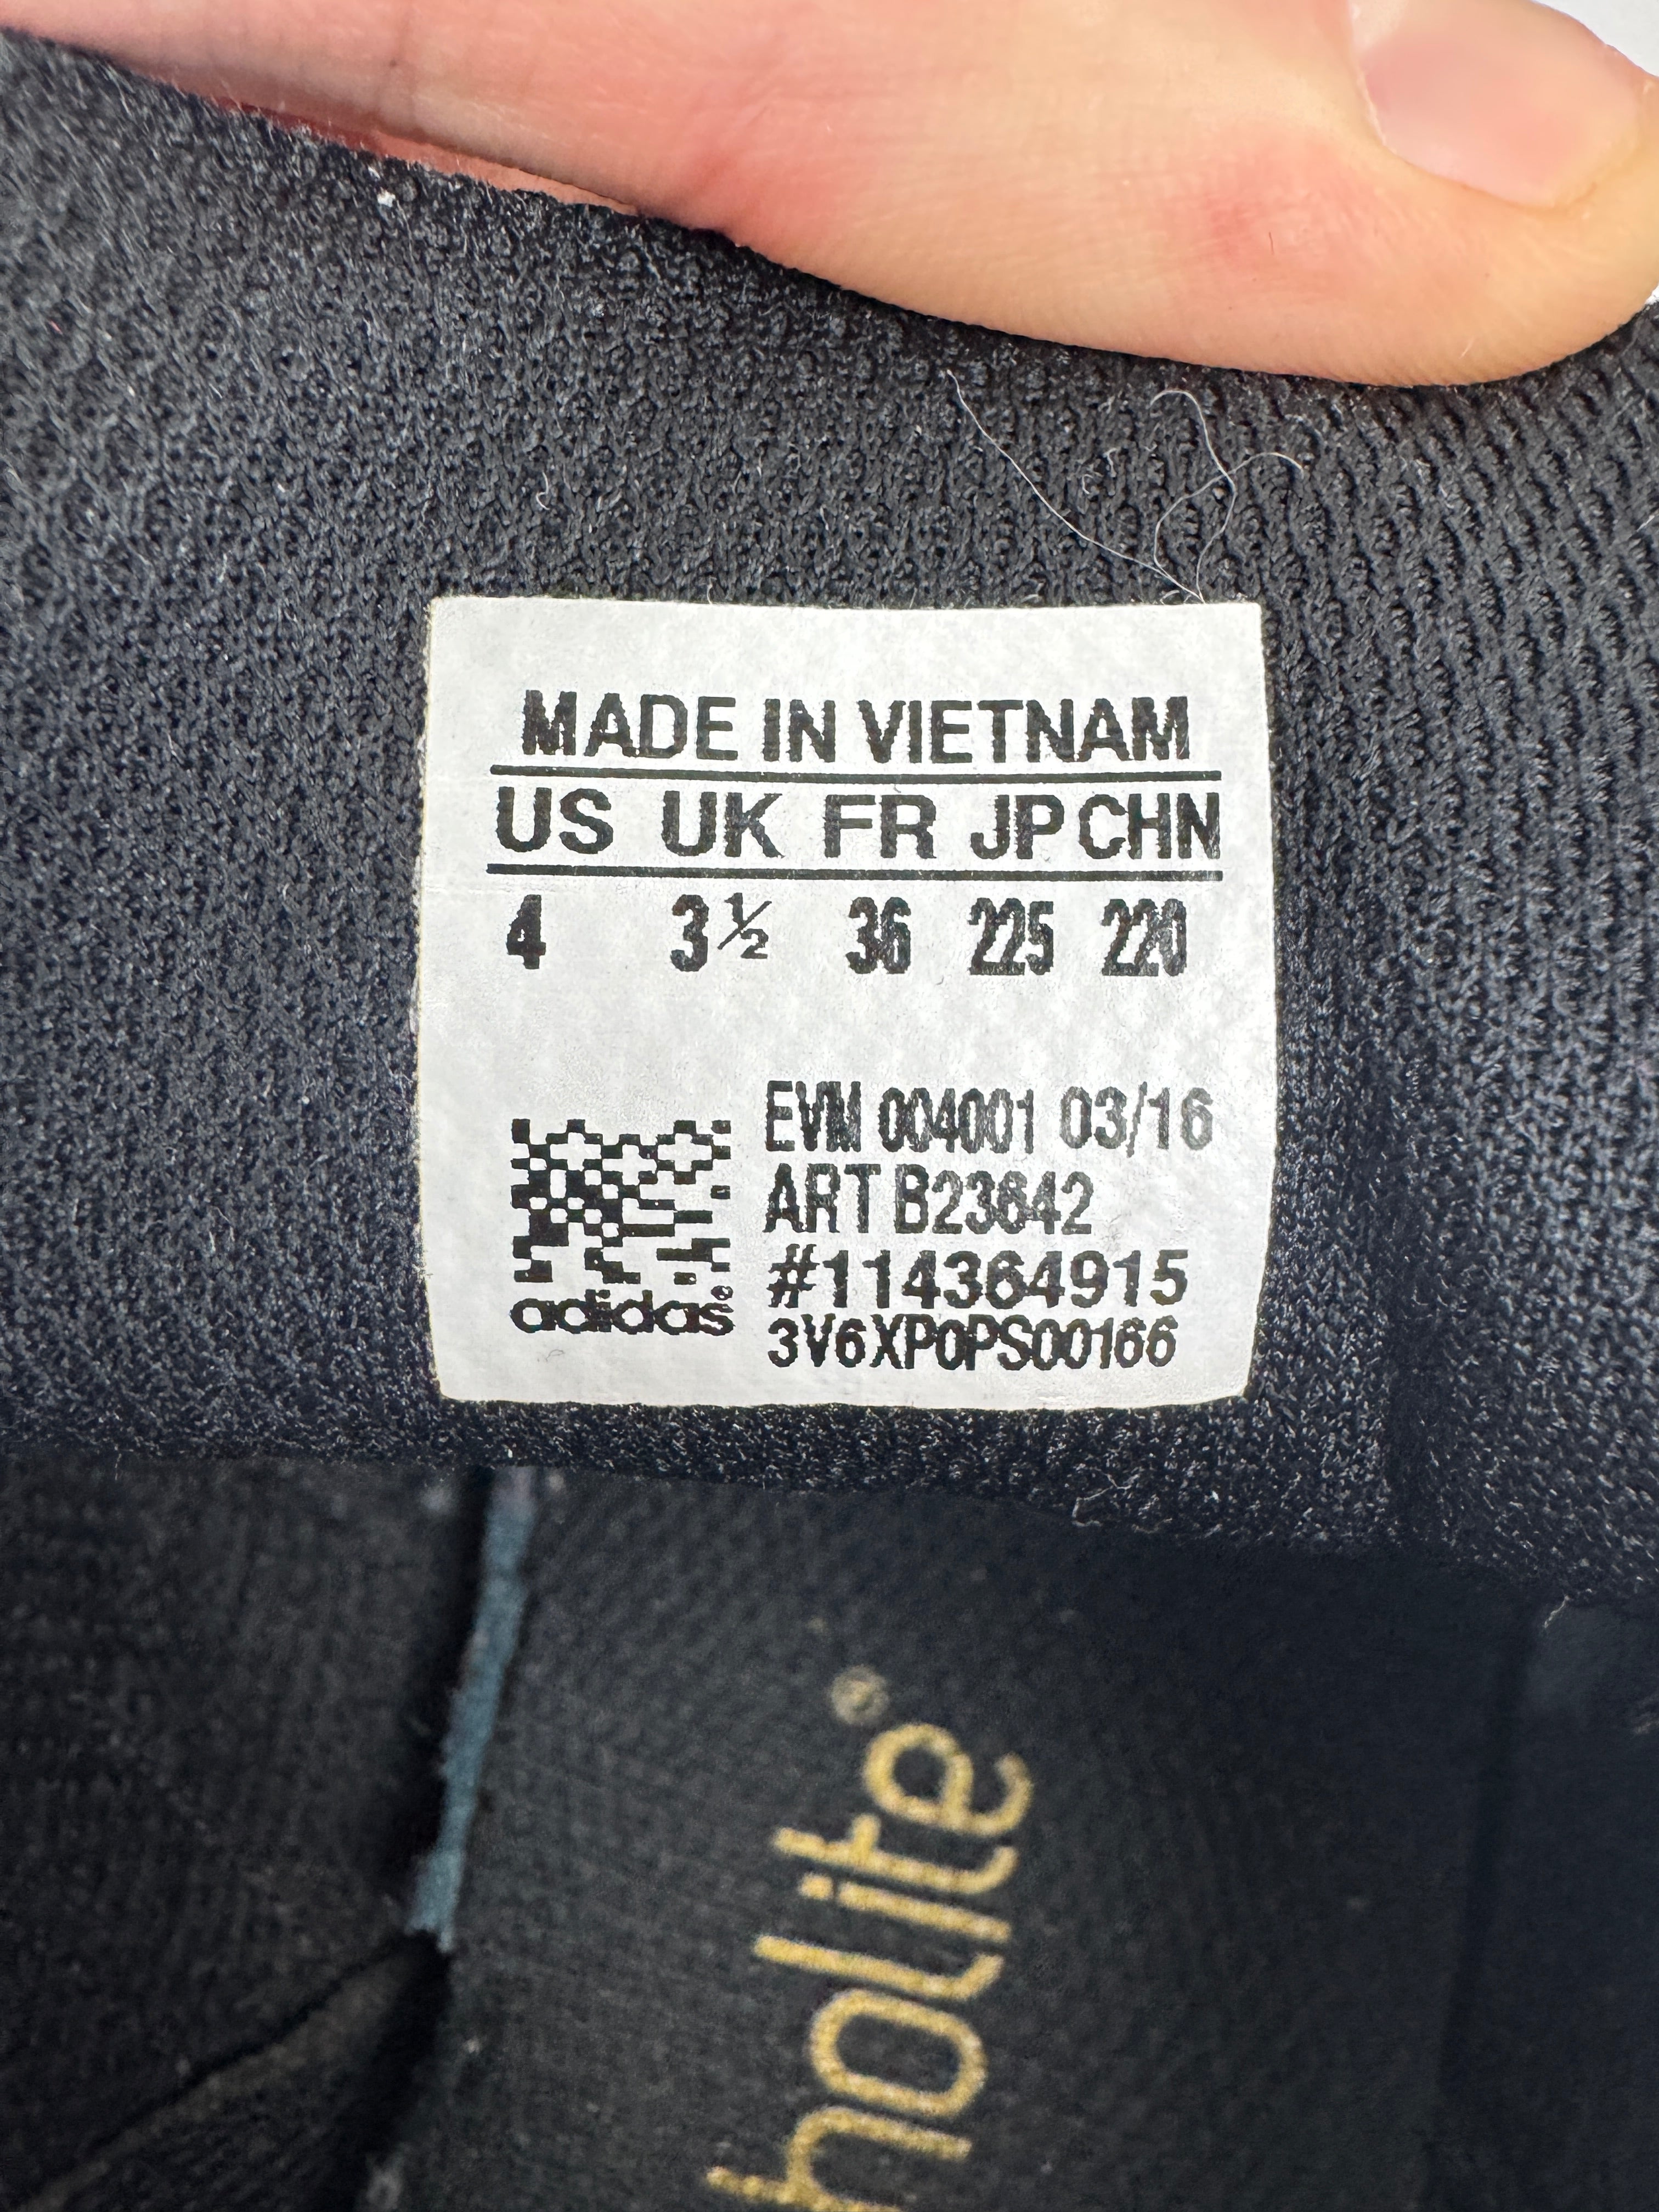 MADE IN VIETNAM
US UK FR JP CHN
4 3½ 36 225 220
EVM 004001 03/16
ART B23642
#114364915
3V6XP0PS00166
adidas®
holite®